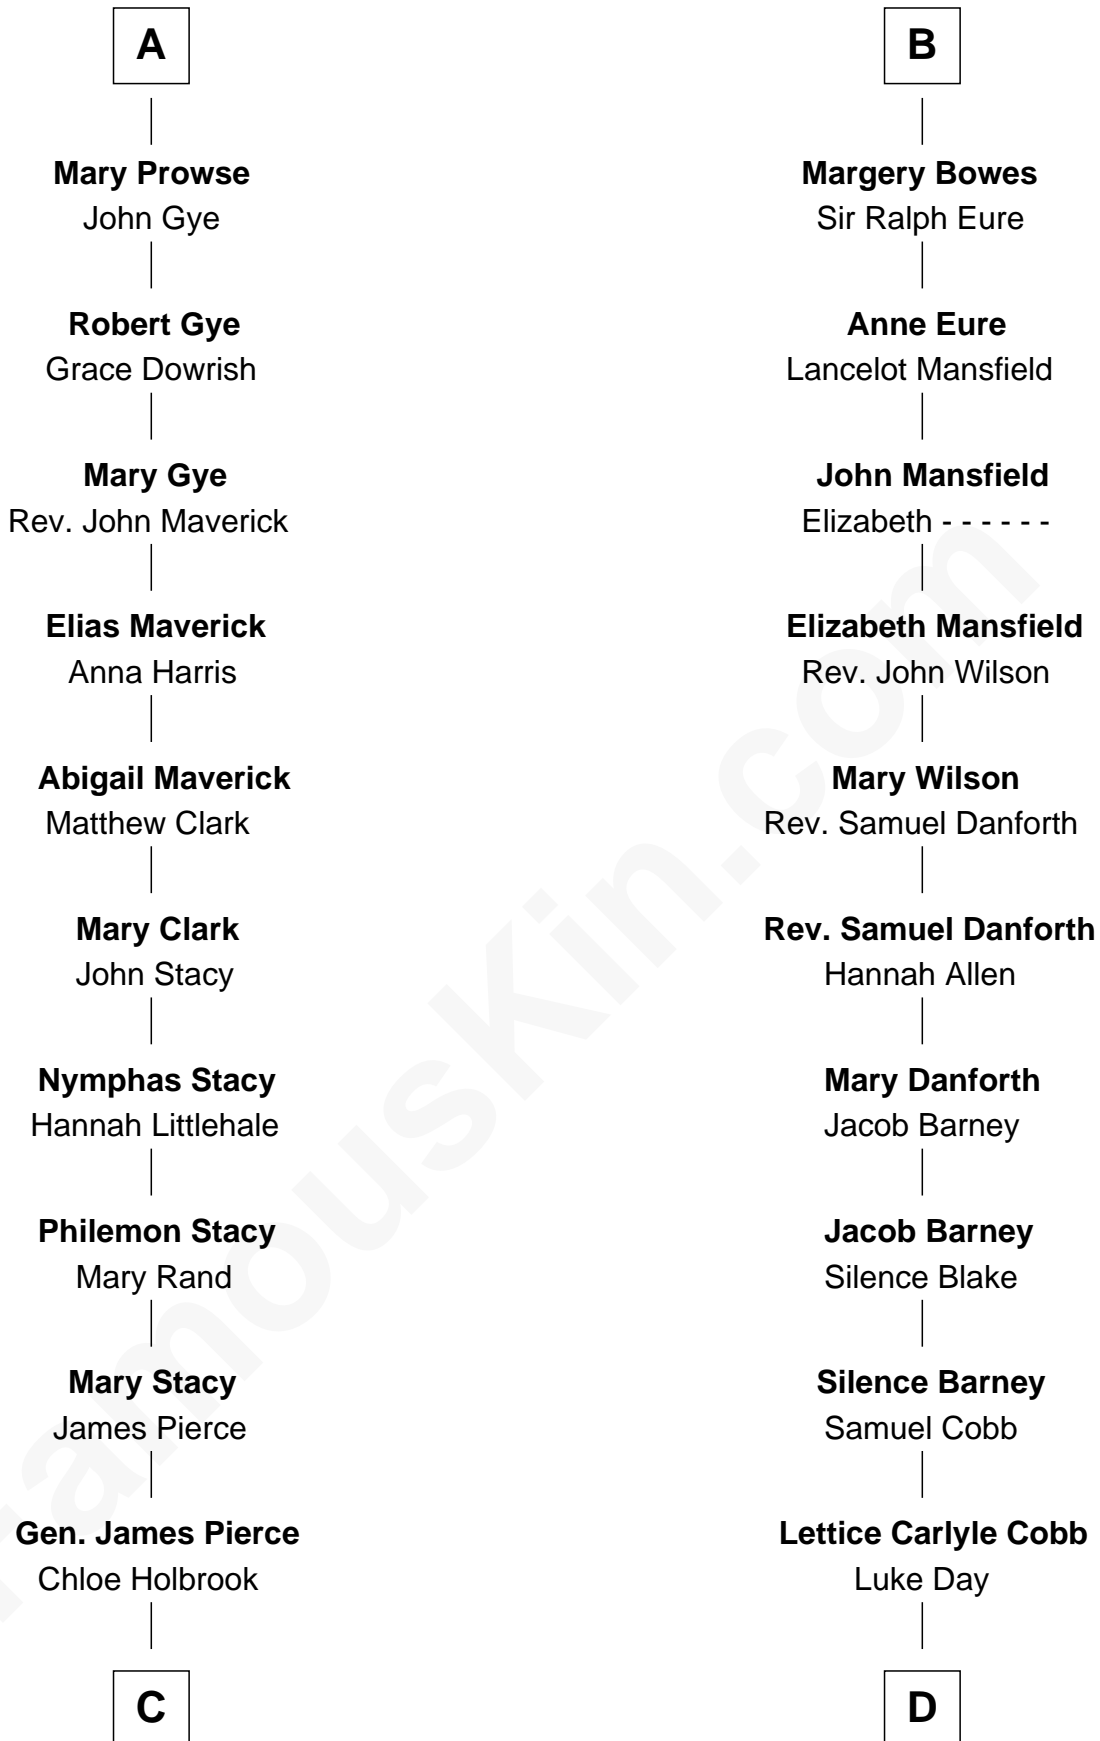 A
Mary Prowse
John Gye
Robert Gye
Grace Dowrish
Mary Gye
Rev. John Maverick
Elias Maverick
Anna Harris
Abigail Maverick
Matthew Clark
Mary Clark
John Stacy
Nymphas Stacy
Hannah Littlehale
Philemon Stacy
Mary Rand
Mary Stacy
James Pierce
Gen. James Pierce
Chloe Holbrook
C
B
Margery Bowes
Sir Ralph Eure
Anne Eure
Lancelot Mansfield
John Mansfield
Elizabeth - - - - - -
Elizabeth Mansfield
Rev. John Wilson
Mary Wilson
Rev. Samuel Danforth
Rev. Samuel Danforth
Hannah Allen
Mary Danforth
Jacob Barney
Jacob Barney
Silence Blake
Silence Barney
Samuel Cobb
Lettice Carlyle Cobb
Luke Day
D
FamousKin.com